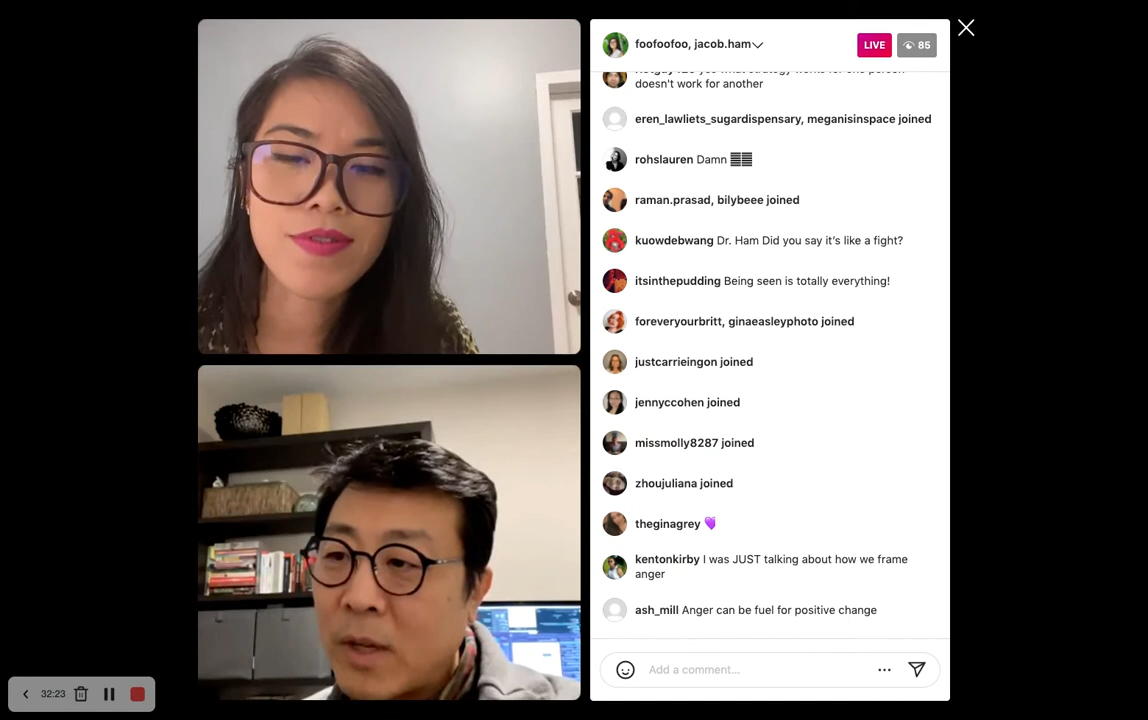 foofoofoo, jacob.ham
LIVE
85
doesn't work for another
eren_lawliets_sugardispensary, meganisinspace joined
rohslauren Damn
raman.prasad, bilybeee joined
kuowdebwang Dr. Ham Did you say it's like a fight?
itsinthepudding Being seen is totally everything!
foreveryourbritt, ginaeasleyphoto joined
justcarrieingon joined
jennyccohen joined
missmolly8287 joined
zhoujuliana joined
theginagrey 💜
kentonkirby I was JUST talking about how we frame
anger
ash_mill Anger can be fuel for positive change
Add a comment...
32:23